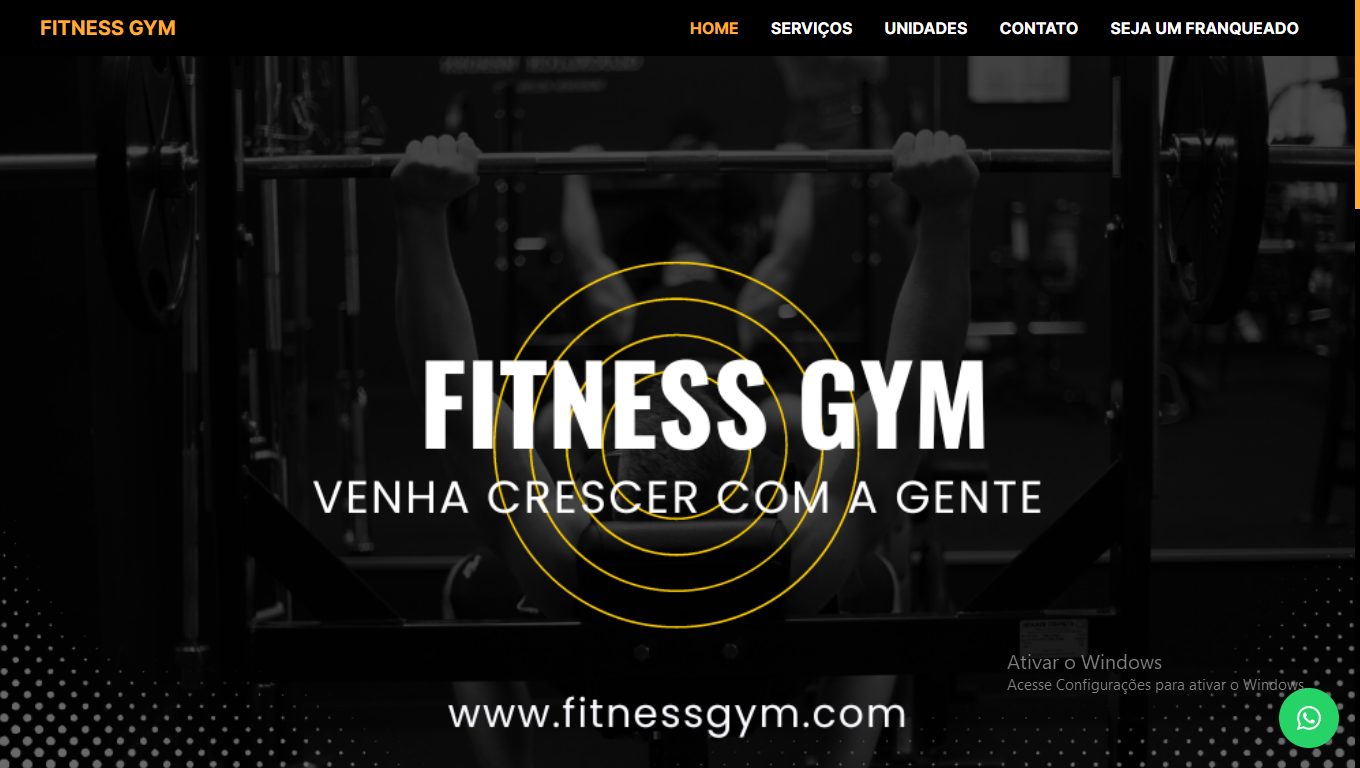 FITNESS GYM
HOME SERVIÇOS UNIDADES CONTATO SEJA UM FRANQUEADO
FITNESS GYM
VENHA CRESCER COM A GENTE
www.fitnessgym.com
Ativar o Windows
Acesse Configurações para ativar o Windows